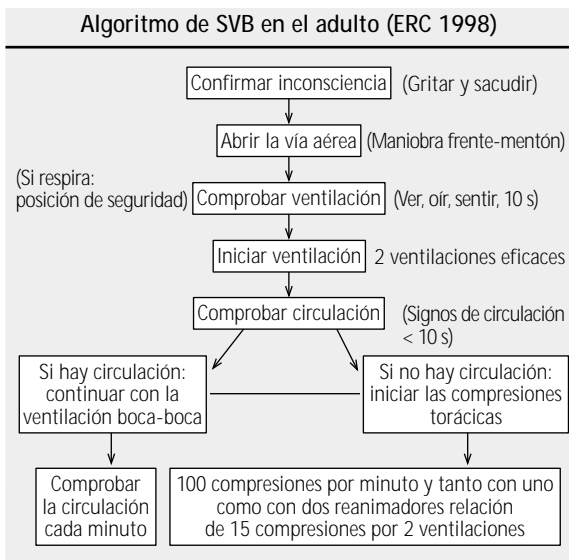 Algoritmo de SVB en el adulto (ERC 1998)
Confirmar inconsciencia (Gritar y sacudir)
Abrir la vía aérea (Maniobra frente-mentón)
(Si respira:
posición de seguridad)
Comprobar ventilación (Ver, oír, sentir, 10 s)
Iniciar ventilación 2 ventilaciones eficaces
Comprobar circulación
(Signos de circulación
< 10 s)
Si hay circulación:
continuar con la
ventilación boca-boca
Si no hay circulación:
iniciar las compresiones
torácicas
Comprobar
la circulación
cada minuto
100 compresiones por minuto y tanto con uno
como con dos reanimadores relación
de 15 compresiones por 2 ventilaciones